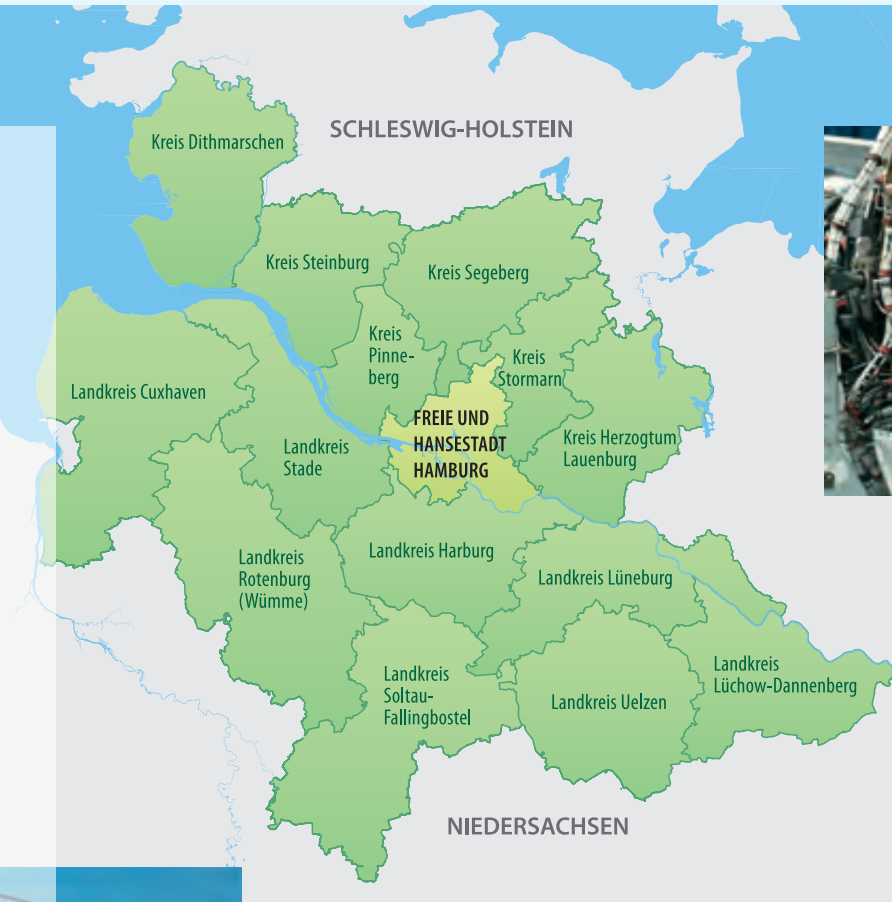 SCHLESWIG-HOLSTEIN
Kreis Dithmarschen
Kreis Steinburg
Kreis Segeberg
Kreis
Pinne-
berg
Kreis
Stormarn
Landkreis Cuxhaven
FREIE UND
HANSESTADT
HAMBURG
Landkreis
Stade
Kreis Herzogtum
Lauenburg
Landkreis Harburg
Landkreis
Rotenburg
(Wümme)
Landkreis Lüneburg
Landkreis
Soltau-
Fallingbostel
Landkreis Uelzen
Landkreis
Lüchow-Dannenberg
NIEDERSACHSEN